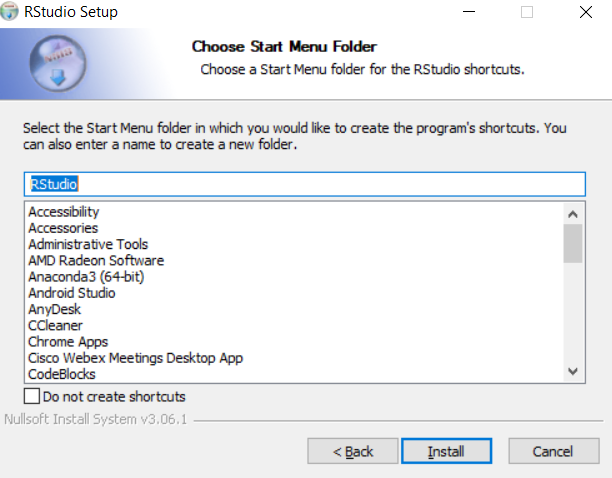 RStudio Setup
Choose Start Menu Folder
Choose a Start Menu folder for the RStudio shortcuts.
Select the Start Menu folder in which you would like to create the program's shortcuts. You
can also enter a name to create a new folder.
RStudio
Accessibility
Accessories
Administrative Tools
AMD Radeon Software
Anaconda3 (64-bit)
Android Studio
AnyDesk
CCleaner
Chrome Apps
Cisco Webex Meetings Desktop App
CodeBlocks
Do not create shortcuts
Nullsoft Install System v3.06.1
< Back
Install
Cancel